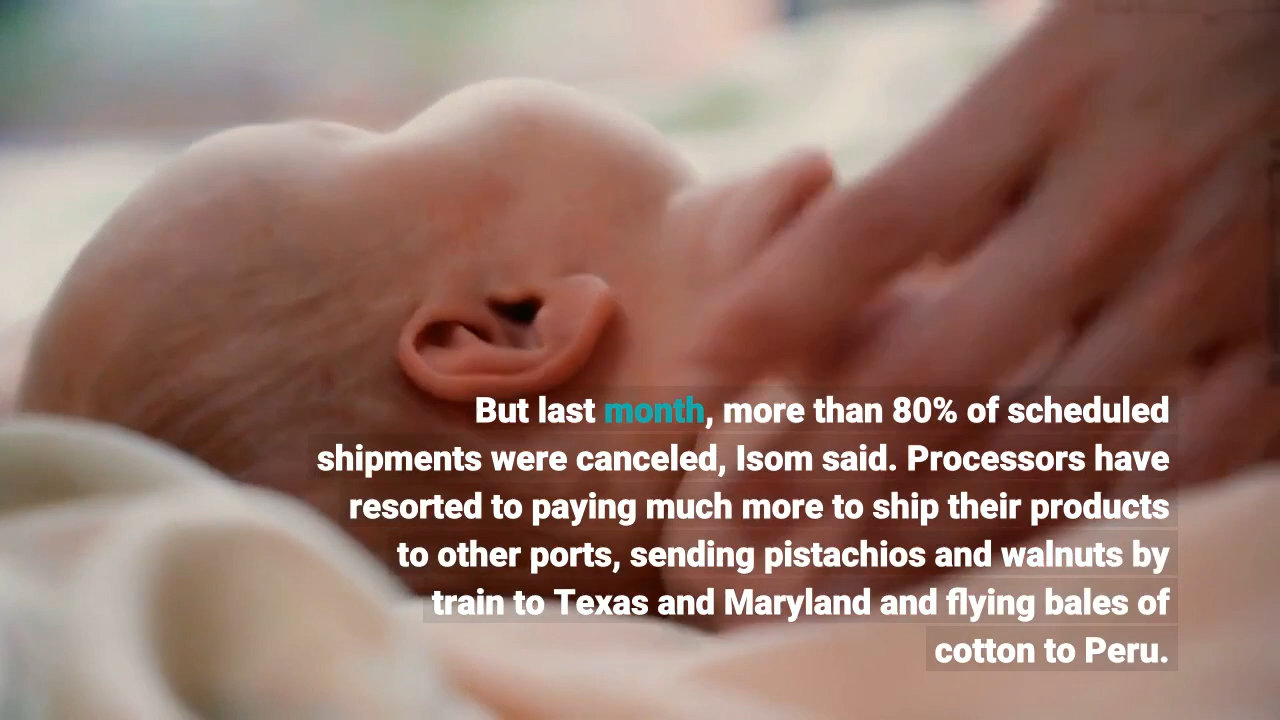 But last month, more than 80% of scheduled
shipments were canceled, Isom said. Processors have
resorted to paying much more to ship their products
to other ports, sending pistachios and walnuts by
train to Texas and Maryland and flying bales of
cotton to Peru.